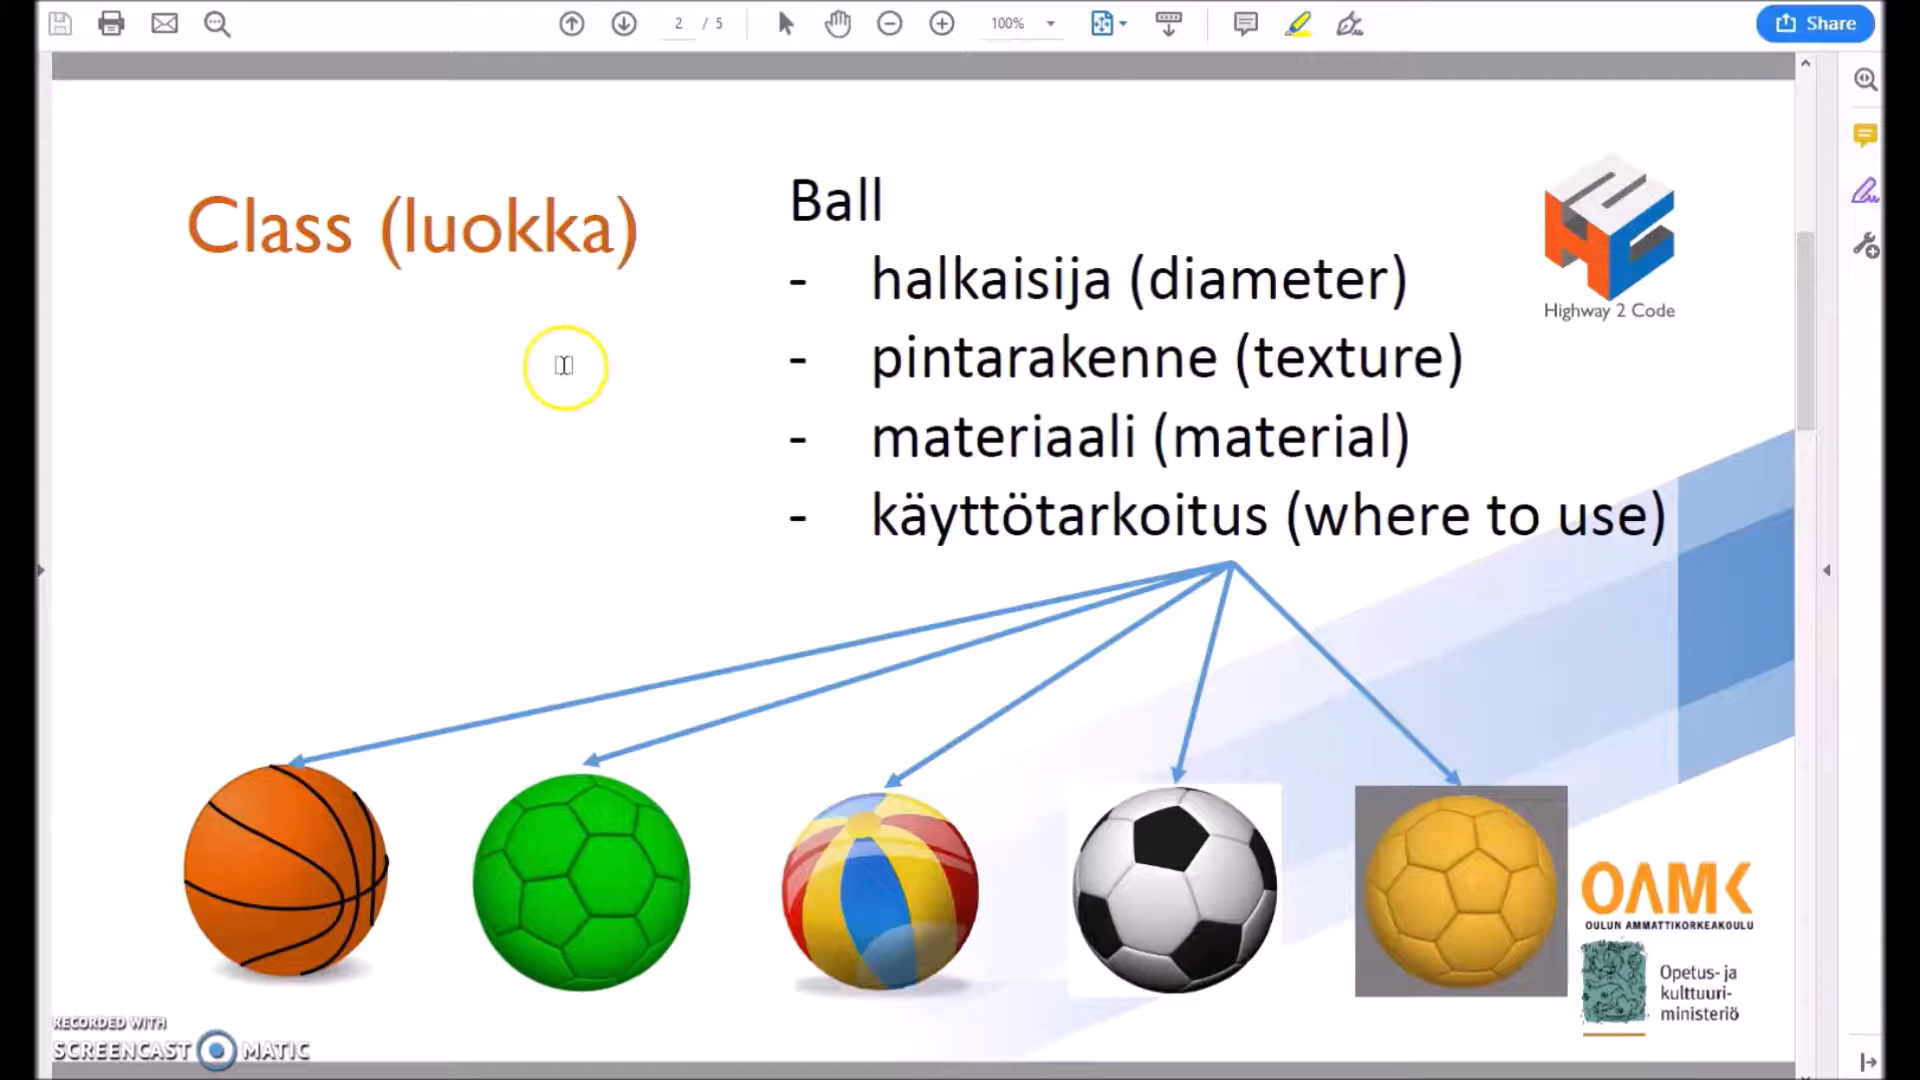 2 / 5
100%
Share
Class (luokka)
Ball
- halkaisija (diameter)
- pintarakenne (texture)
- materiaali (material)
- käyttötarkoitus (where to use)
Highway 2 Code
OAMK
OULUN AMMATTIKORKEAKOULU
Opetus- ja
kulttuuri-
ministeriö
RECORDED WITH
SCREENCAST MATIC